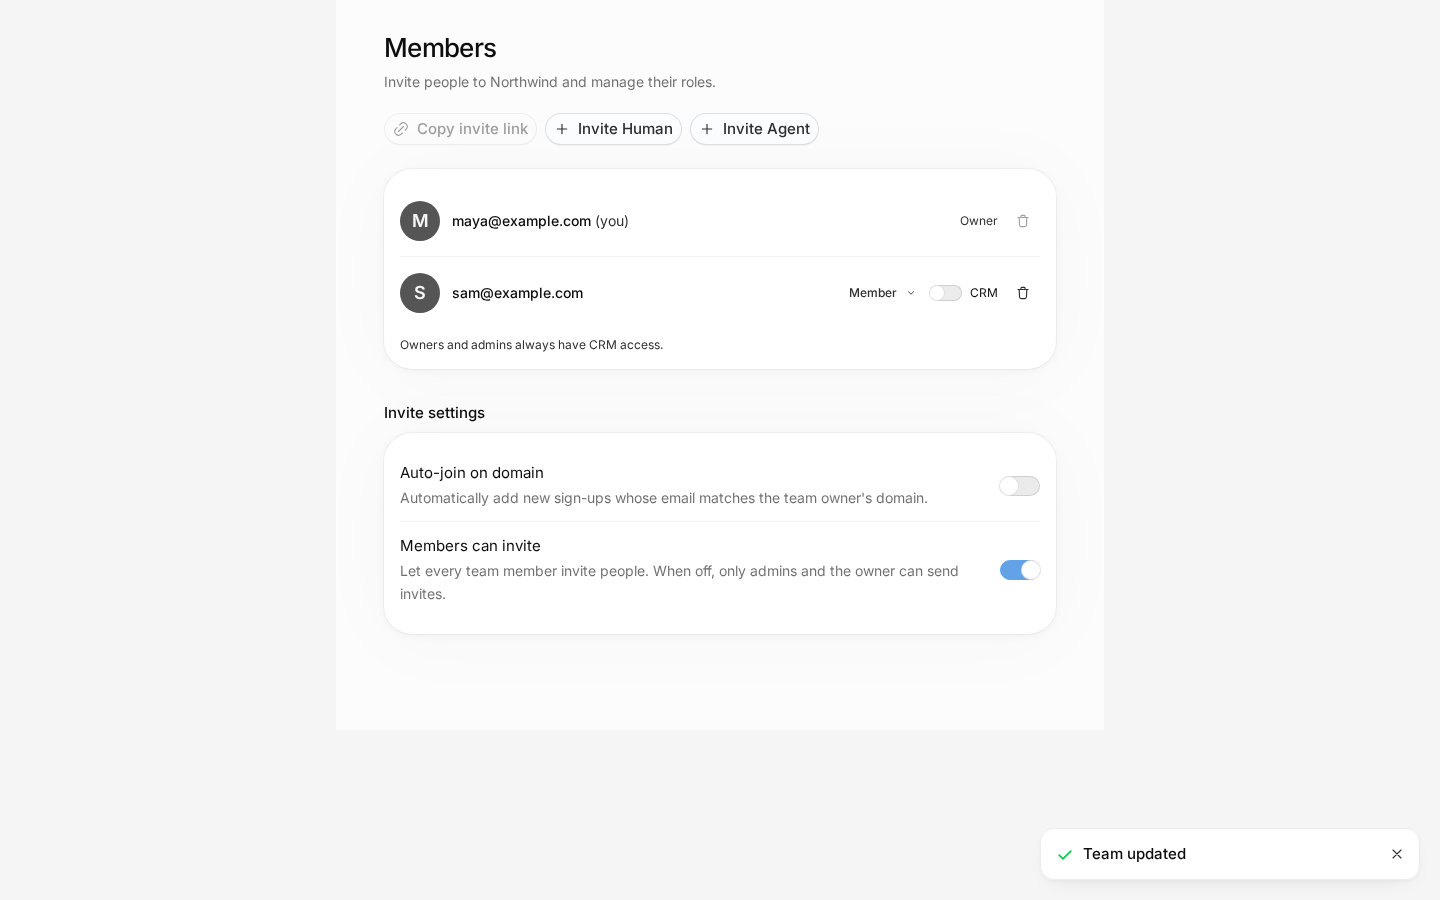 Members
Invite people to Northwind and manage their roles.
Copy invite link
Invite Human
Invite Agent
M
maya@example.com (you)
Owner
S
sam@example.com
Member
CRM
Owners and admins always have CRM access.
Invite settings
Auto-join on domain
Automatically add new sign-ups whose email matches the team owner's domain.
Members can invite
Let every team member invite people. When off, only admins and the owner can send
invites.
Team updated